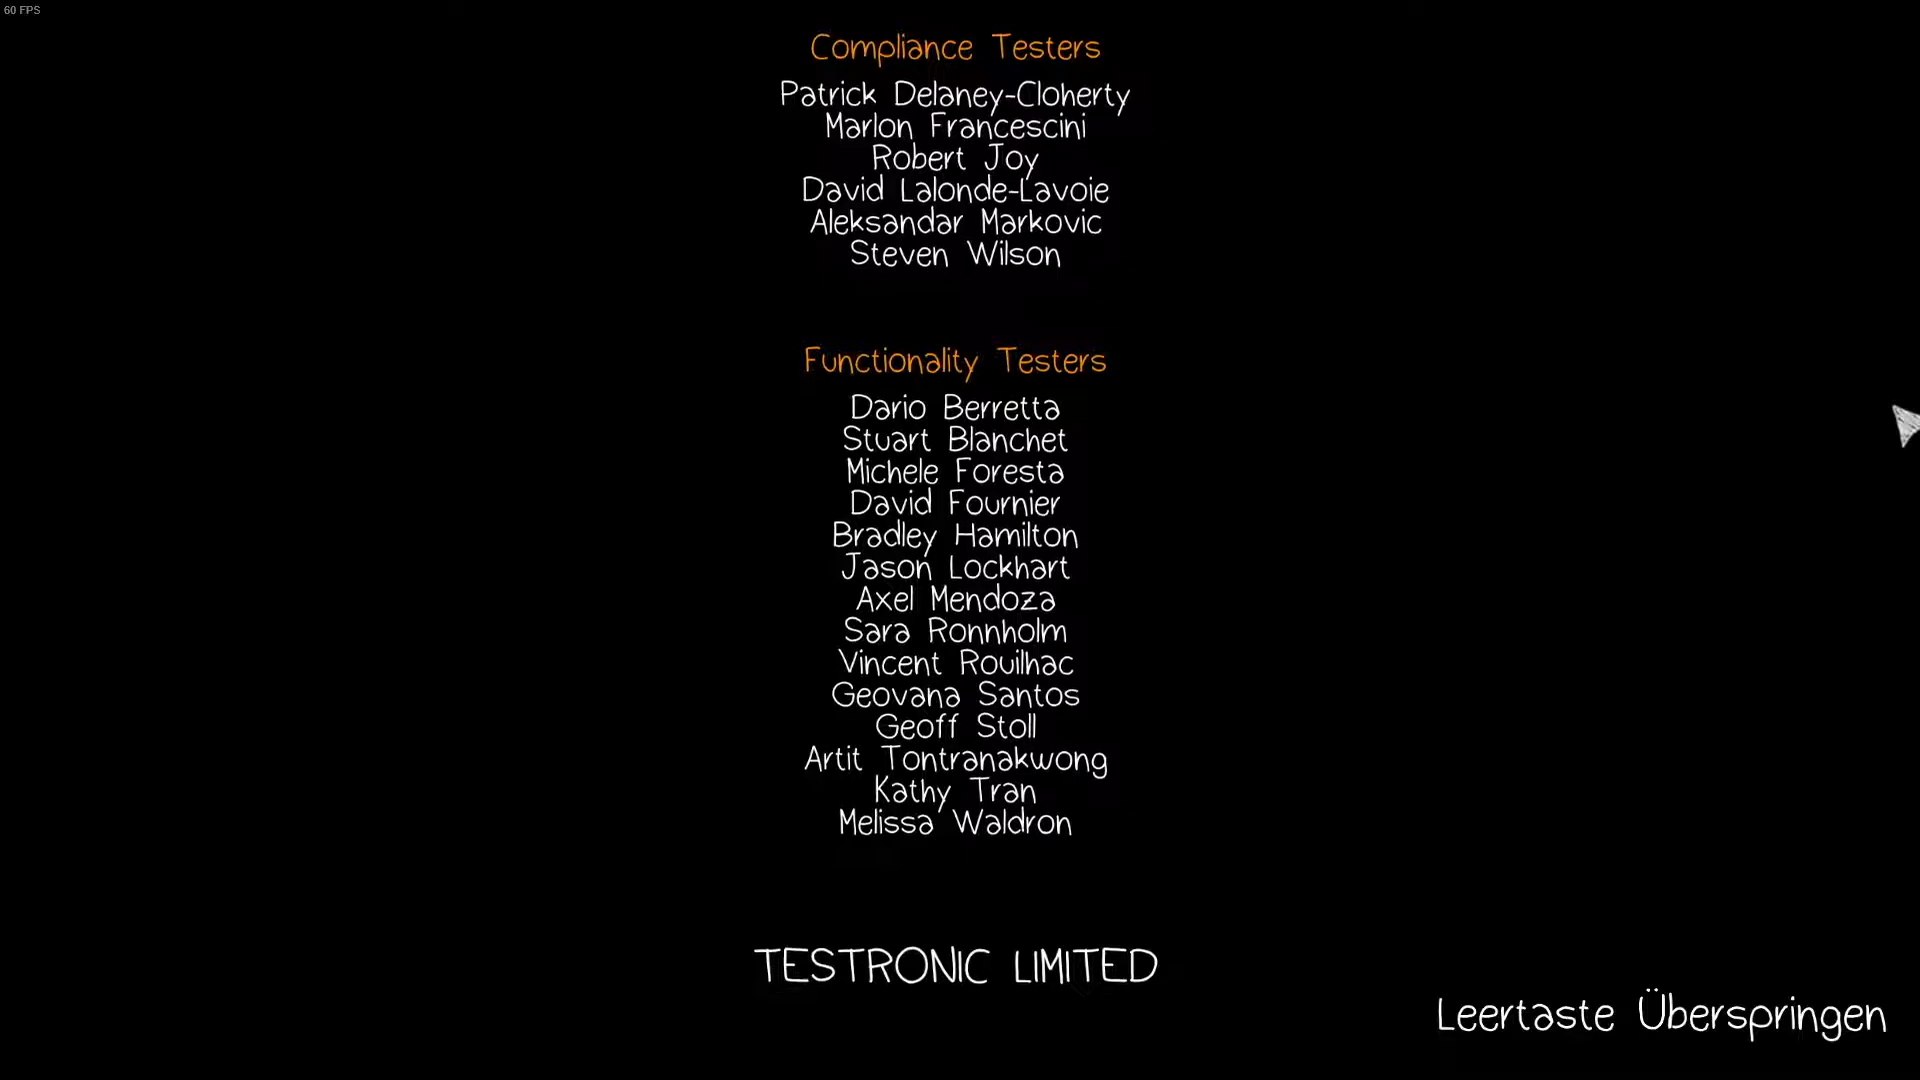 60 FPS
Compliance Testers
Patrick Delaney-Cloherty
Marlon Francescini
Robert Joy
David Lalonde-Lavoie
Aleksandar Markovic
Steven Wilson
Functionality Testers
Dario Berretta
Stuart Blanchet
Michele Foresta
David Fournier
Bradley Hamilton
Jason Lockhart
Axel Mendoza
Sara Ronnholm
Vincent Rouilhac
Geovana Santos
Geoff Stoll
Artit Tontranakwong
Kathy Tran
Melissa Waldron
TESTRONIC LIMITED
Leertaste Überspringen